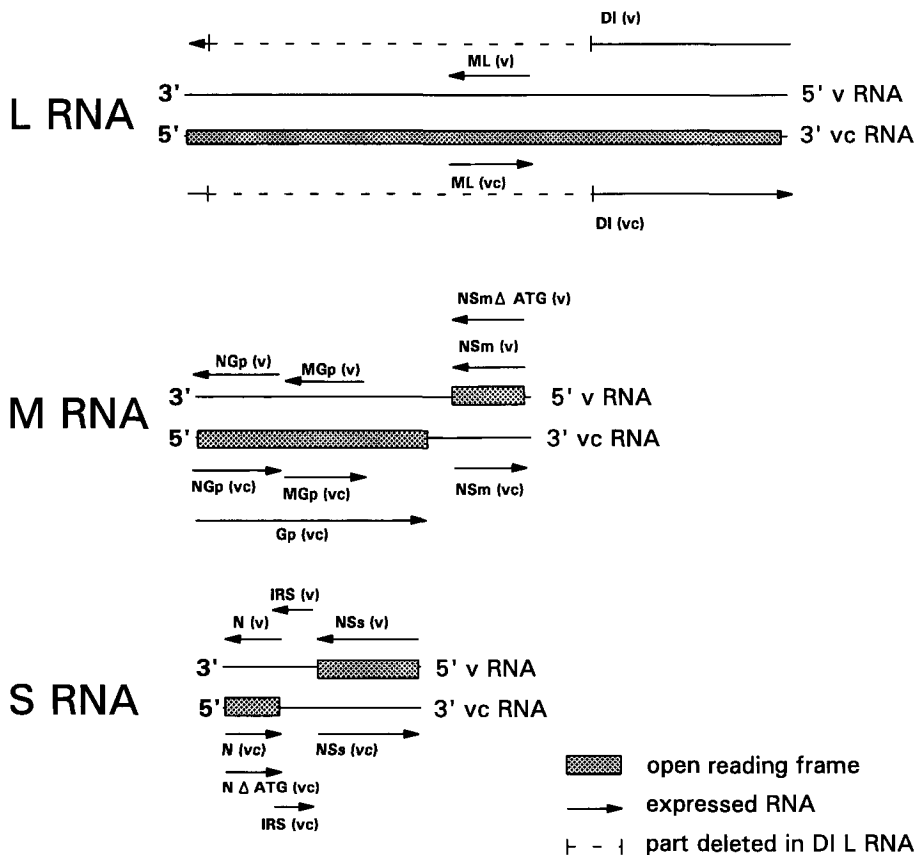 DI (v)
ML (v)
3' 5' v RNA
L RNA
5' 3' vc RNA
ML (vc)
DI (vc)
NSm Δ ATG (v)
NGp (v) MGp (v) NSm (v)
3' 5' v RNA
M RNA
5' 3' vc RNA
NGp (vc) MGp (vc) NSm (vc)
Gp (vc)
IRS (v)
N (v) NSs (v)
3' 5' v RNA
S RNA
5' 3' vc RNA
N (vc) NSs (vc)
N Δ ATG (vc)
IRS (vc)
open reading frame
expressed RNA
part deleted in DI L RNA